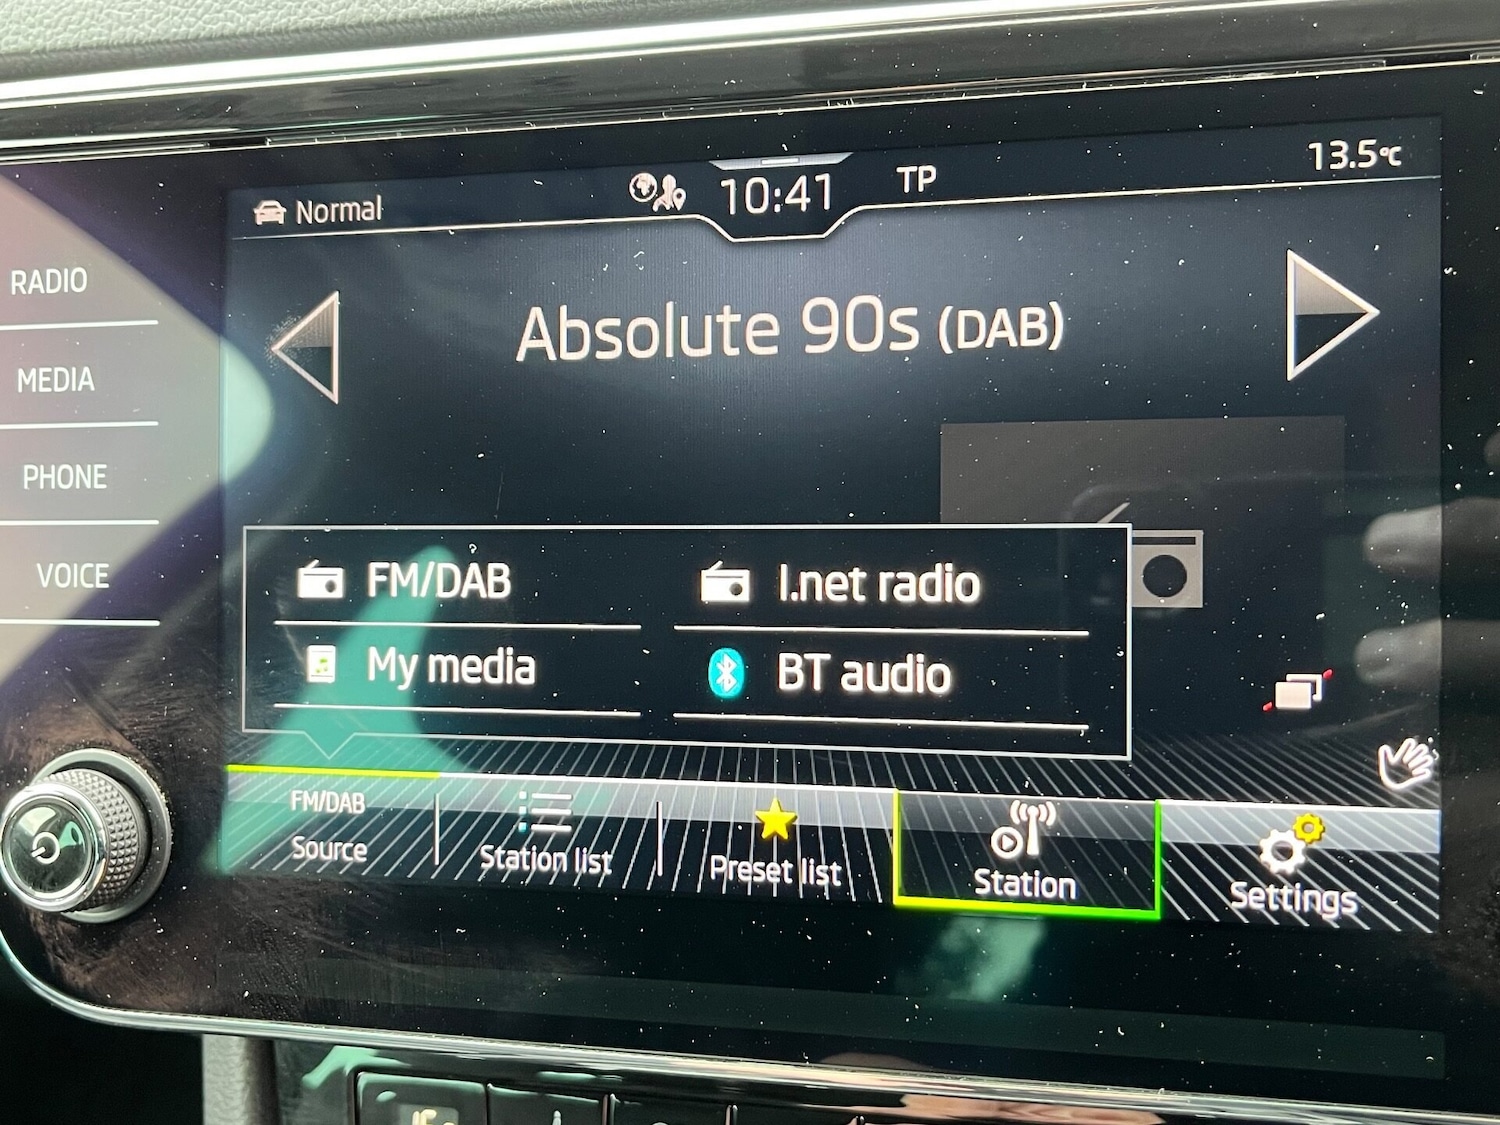 Normal
10:41
TP
13.5°C
RADIO
MEDIA
PHONE
VOICE
Absolute 90s (DAB)
FM/DAB
I.net radio
My media
BT audio
FM/DAB
Source
Station list
Preset list
Station
Settings